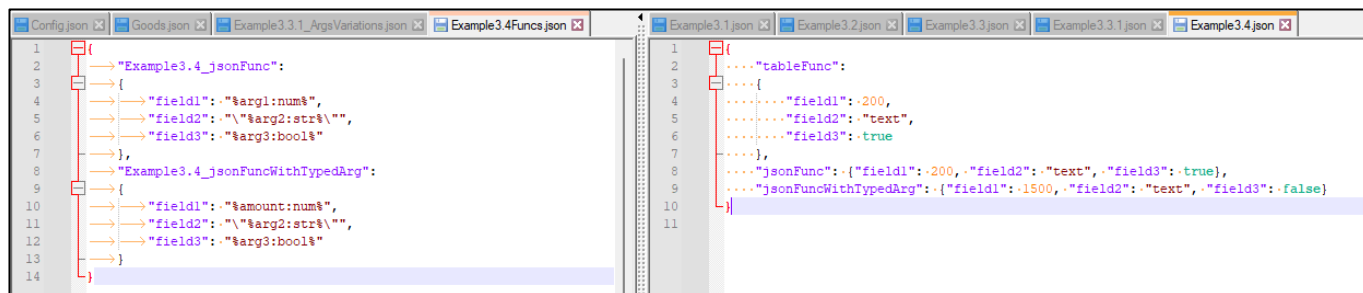 Config.json Goods.json Example3.3.1_ArgsVariations.json Example3.4Funcs.json
1 {
2 "Example3.4_jsonFunc":
3 {
4 "field1": "%arg1:num%",
5 "field2": "\"%arg2:str%\"",
6 "field3": "%arg3:bool%"
7 },
8 "Example3.4_jsonFuncWithTypedArg":
9 {
10 "field1": "%amount:num%",
11 "field2": "\"%arg2:str%\"",
12 "field3": "%arg3:bool%"
13 }
14 }
Example3.1.json Example3.2.json Example3.3.json Example3.3.1.json Example3.4.json
1 {
2 "tableFunc":
3 {
4 "field1": 200,
5 "field2": "text",
6 "field3": true
7 },
8 "jsonFunc": {"field1": 200, "field2": "text", "field3": true},
9 "jsonFuncWithTypedArg": {"field1": 1500, "field2": "text", "field3": false}
10 }
11